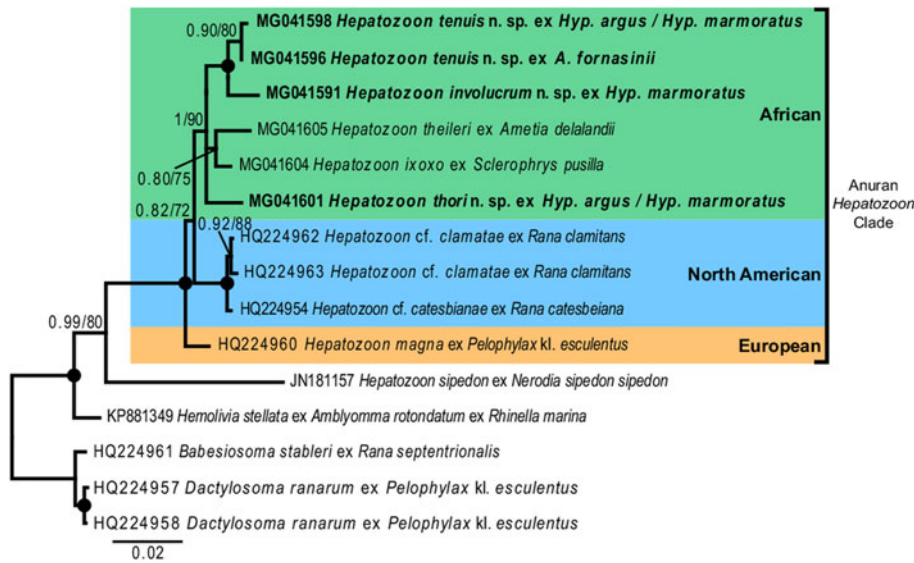 MG041598 Hepatozoon tenuis n. sp. ex Hyp. argus / Hyp. marmoratus
0.90/80
MG041596 Hepatozoon tenuis n. sp. ex A. fornasinii
MG041591 Hepatozoon involucrum n. sp. ex Hyp. marmoratus
African
1/90
MG041605 Hepatozoon theileri ex Ametia delalandii
MG041604 Hepatozoon ixoxo ex Sclerophrys pusilla
0.80/75
MG041601 Hepatozoon thori n. sp. ex Hyp. argus / Hyp. marmoratus
Anuran
Hepatozoon
Clade
0.82/72
0.92/88
HQ224962 Hepatozoon cf. clamatae ex Rana clamitans
HQ224963 Hepatozoon cf. clamatae ex Rana clamitans
North American
HQ224954 Hepatozoon cf. catesbianae ex Rana catesbeiana
0.99/80
HQ224960 Hepatozoon magna ex Pelophylax kl. esculentus
European
JN181157 Hepatozoon sipedon ex Nerodia sipedon sipedon
KP881349 Hemolivia stellata ex Amblyomma rotondatum ex Rhinella marina
HQ224961 Babesiosoma stableri ex Rana septentrionalis
HQ224957 Dactylosoma ranarum ex Pelophylax kl. esculentus
HQ224958 Dactylosoma ranarum ex Pelophylax kl. esculentus
0.02